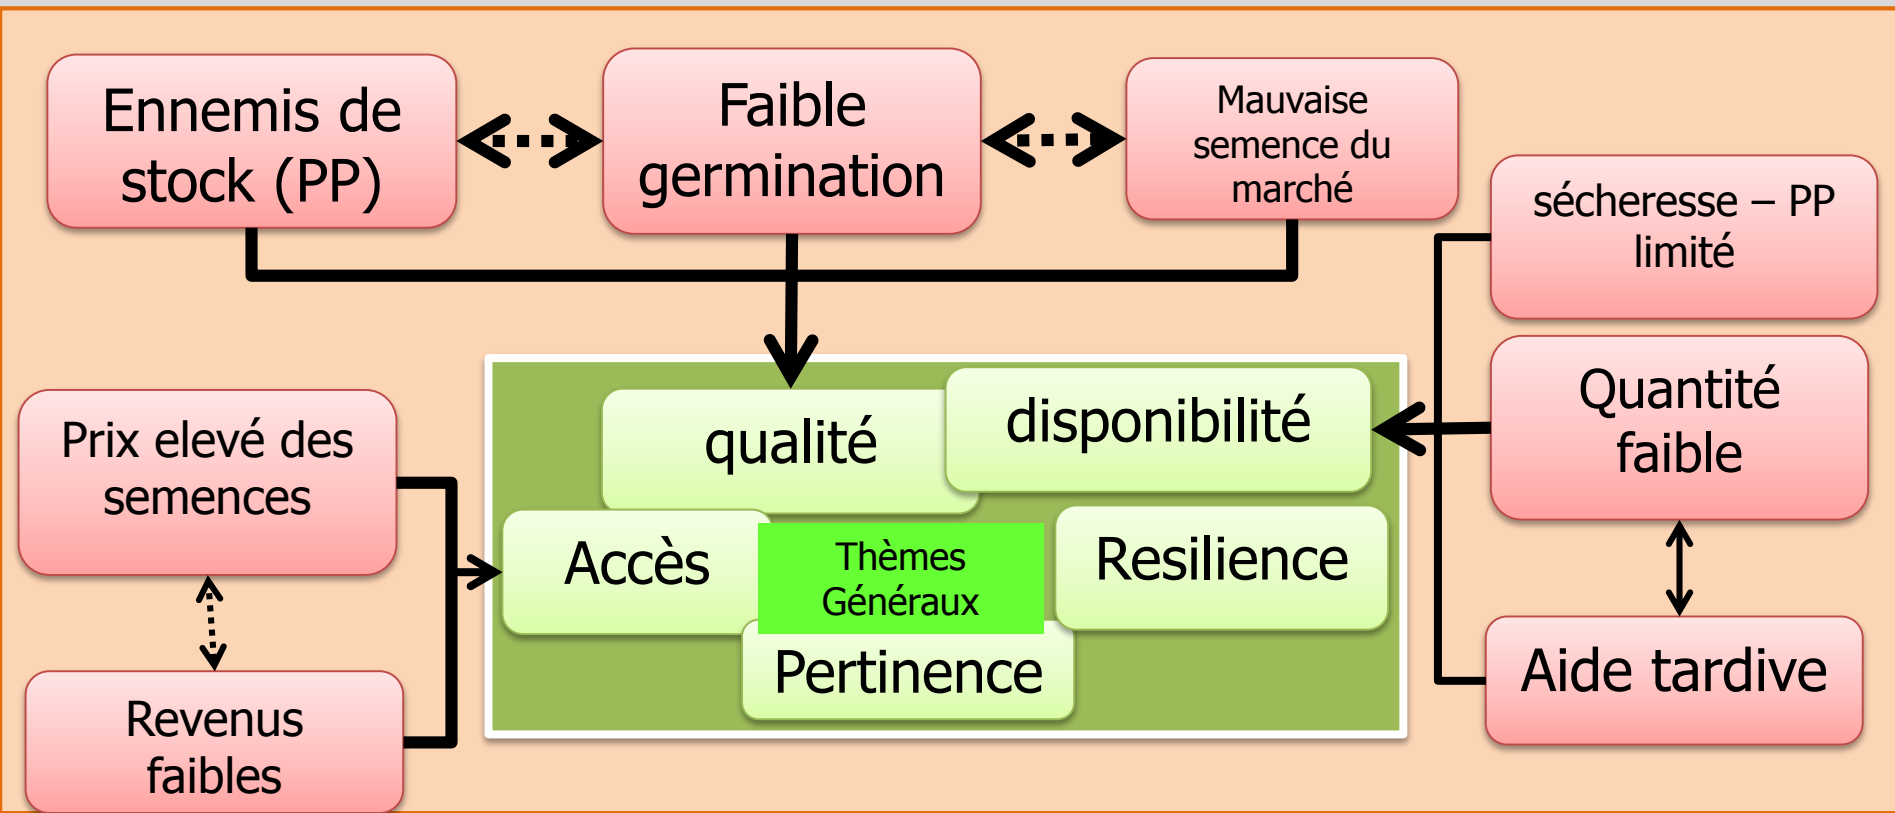 Ennemis de
stock (PP)
Faible
germination
Mauvaise
semence du
marché
sécheresse – PP
limité
Quantité
faible
Aide tardive
Prix elevé des
semences
Revenus
faibles
qualité
disponibilité
Accès
Thèmes
Généraux
Resilience
Pertinence